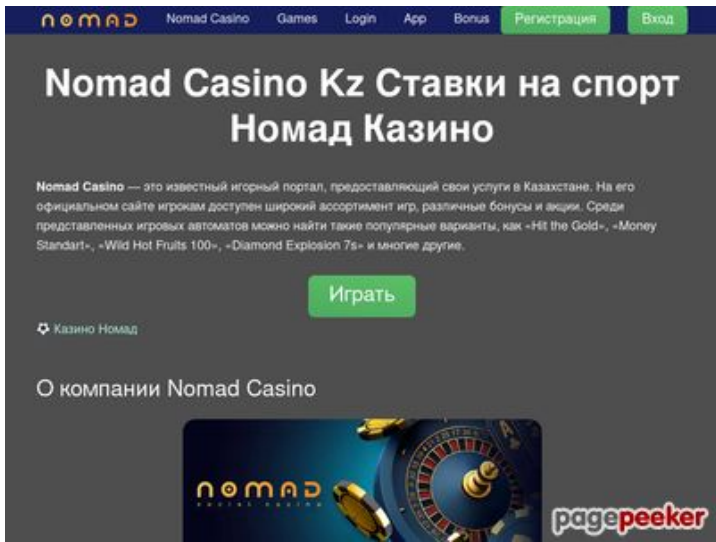 nomad Nomad Casino Games Login App Bonus Регистрация Вход
Nomad Casino Kz Ставки на спорт
Номад Казино
Nomad Casino — это известный игорный портал, предоставляющий свои услуги в Казахстане. На его
официальном сайте игрокам доступен широкий ассортимент игр, различные бонусы и акции. Среди
представленных игровых автоматов можно найти такие популярные варианты, как «Hit the Gold», «Money
Standart», «Wild Hot Fruits 100», «Diamond Explosion 7s» и многие другие.
Играть
Казино Номад
О компании Nomad Casino
nomad
social casino
pagepeeker